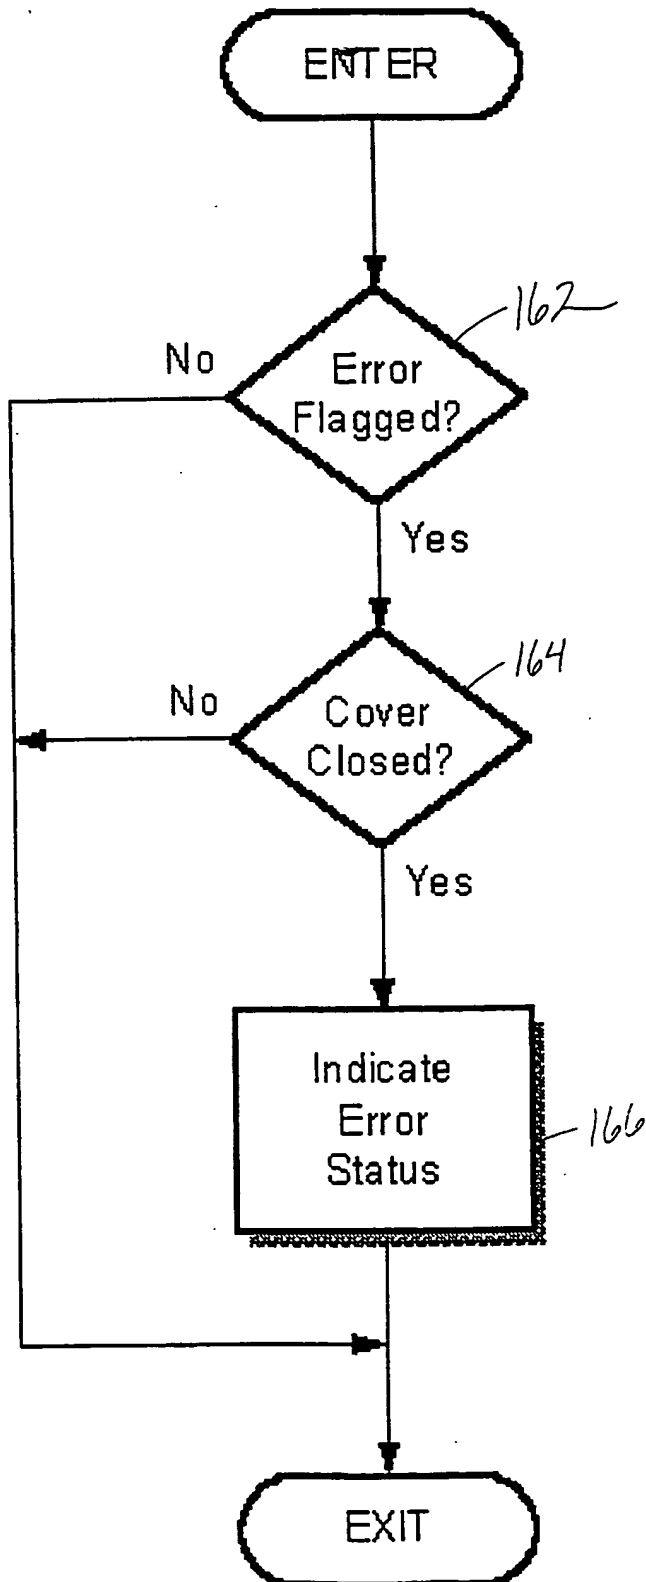 ENTER
162
No
Error
Flagged?
Yes
164
No
Cover
Closed?
Yes
Indicate
Error
Status
166
EXIT